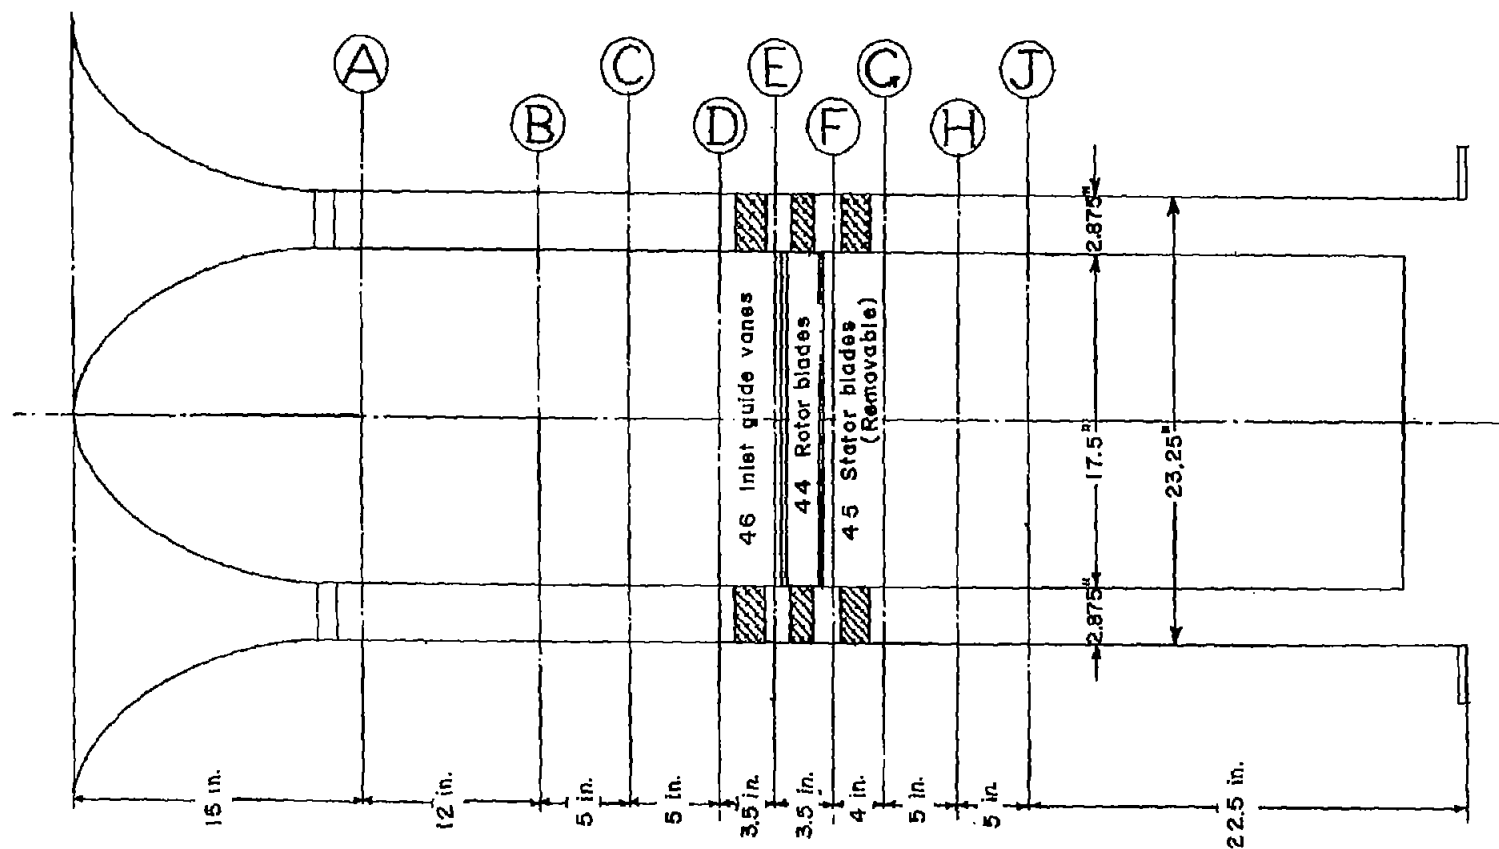 A
B
C
D
E
F
G
H
J
46 Inlet guide vanes
44 Rotor blades
45 Stator blades
(Removable)
2.875"
17.5"
2.875"
23.25"
15 in.
12 in.
5 in.
5 in.
3.5 in.
3.5 in.
4 in.
5 in.
5 in.
22.5 in.